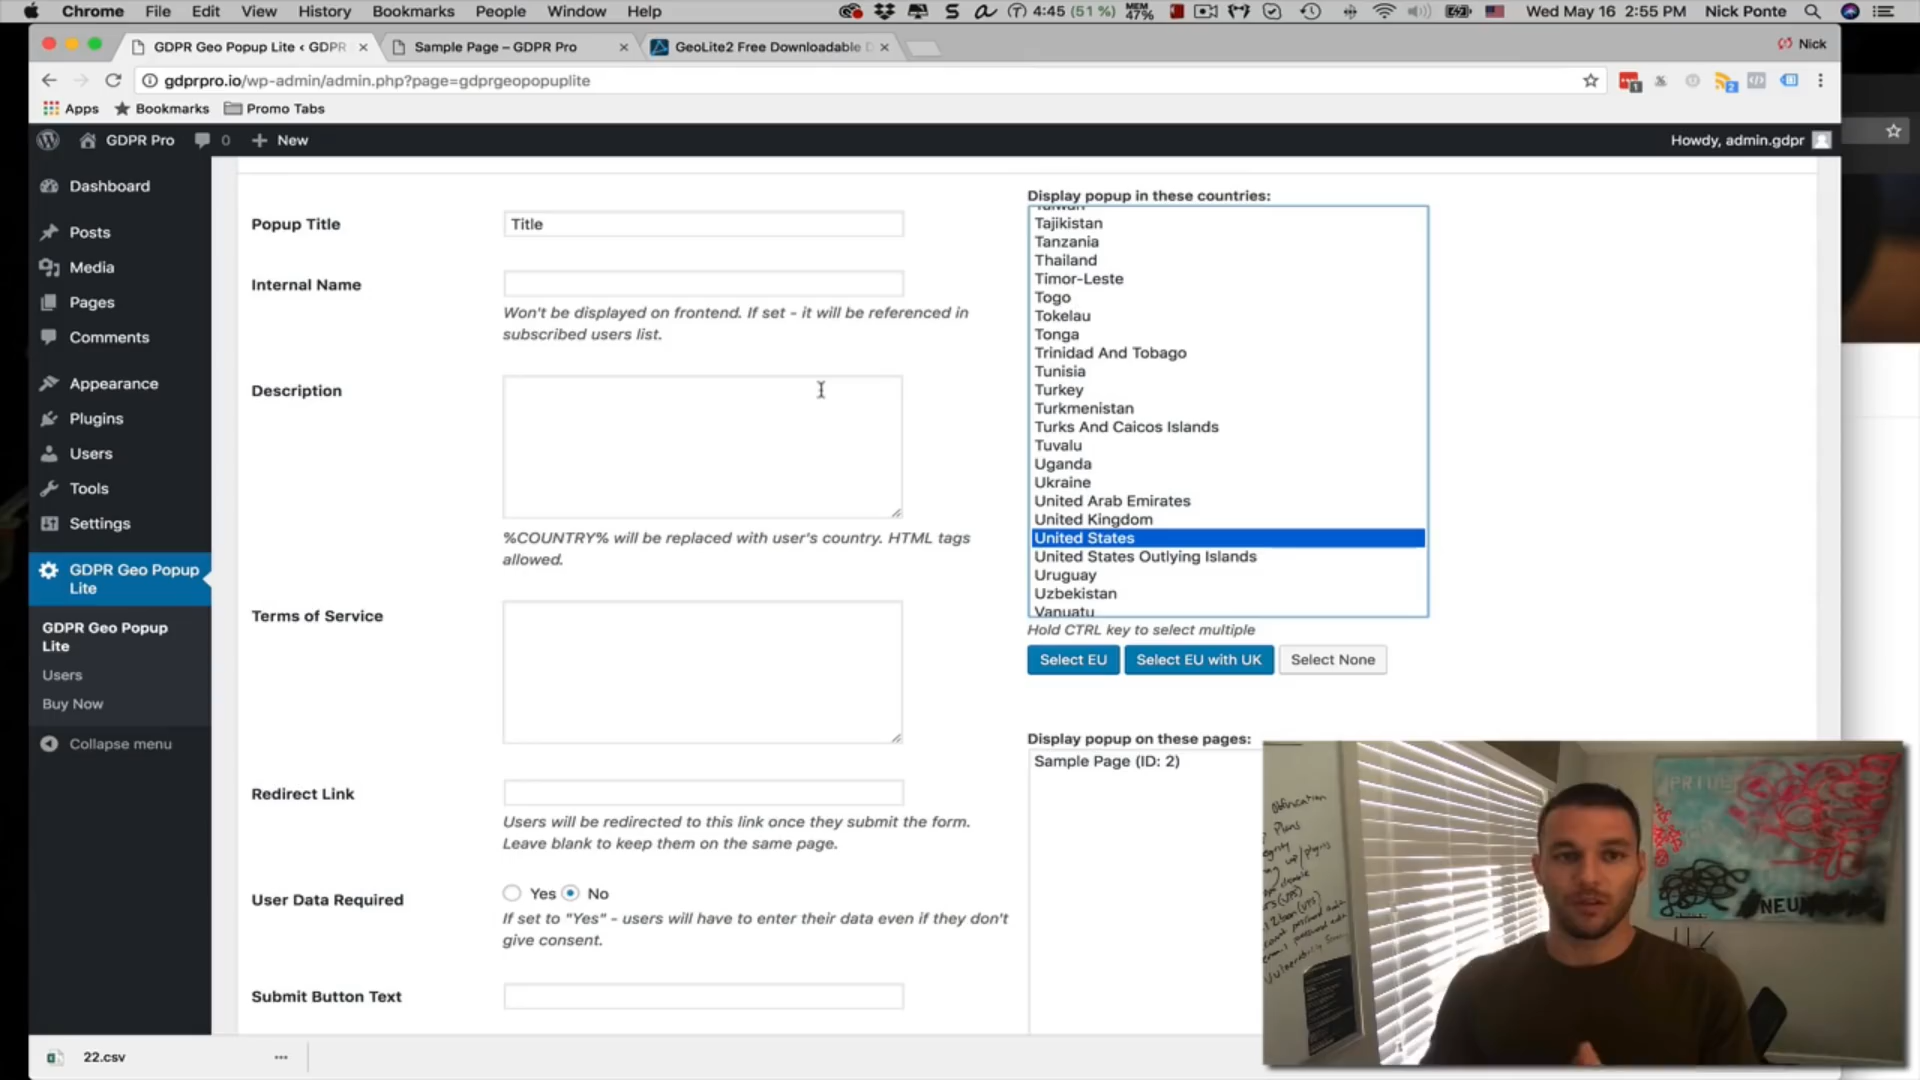 Chrome File Edit View History Bookmarks People Window Help
4:45 (51 %) MEM 47% Wed May 16 2:55 PM Nick Ponte
GDPR Geo Popup Lite ‹ GDPR
Sample Page – GDPR Pro
GeoLite2 Free Downloadable D
Nick
gdprpro.io/wp-admin/admin.php?page=gdprgeopopuplite
1
2
Apps Bookmarks Promo Tabs
GDPR Pro 0 New
Howdy, admin.gdpr
Dashboard
Posts
Media
Pages
Comments
Appearance
Plugins
Users
Tools
Settings
GDPR Geo Popup
Lite
GDPR Geo Popup
Lite
Users
Buy Now
Collapse menu
Popup Title
Title
Internal Name
Won't be displayed on frontend. If set - it will be referenced in
subscribed users list.
Description
%COUNTRY% will be replaced with user's country. HTML tags
allowed.
Terms of Service
Redirect Link
Users will be redirected to this link once they submit the form.
Leave blank to keep them on the same page.
User Data Required
Yes No
If set to "Yes" - users will have to enter their data even if they don't
give consent.
Submit Button Text
Display popup in these countries:
Taiwan
Tajikistan
Tanzania
Thailand
Timor-Leste
Togo
Tokelau
Tonga
Trinidad And Tobago
Tunisia
Turkey
Turkmenistan
Turks And Caicos Islands
Tuvalu
Uganda
Ukraine
United Arab Emirates
United Kingdom
United States
United States Outlying Islands
Uruguay
Uzbekistan
Vanuatu
Hold CTRL key to select multiple
Select EU Select EU with UK Select None
Display popup on these pages:
Sample Page (ID: 2)
22.csv
Obfuscation
Plans